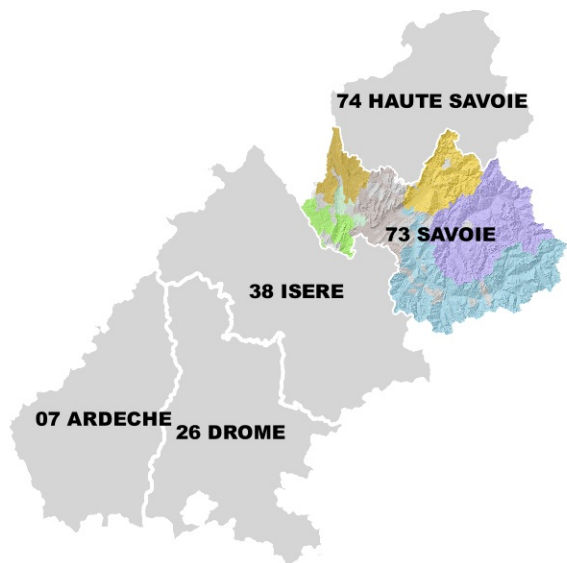 74 HAUTE SAVOIE
73 SAVOIE
38 ISERE
07 ARDECHE
26 DROME